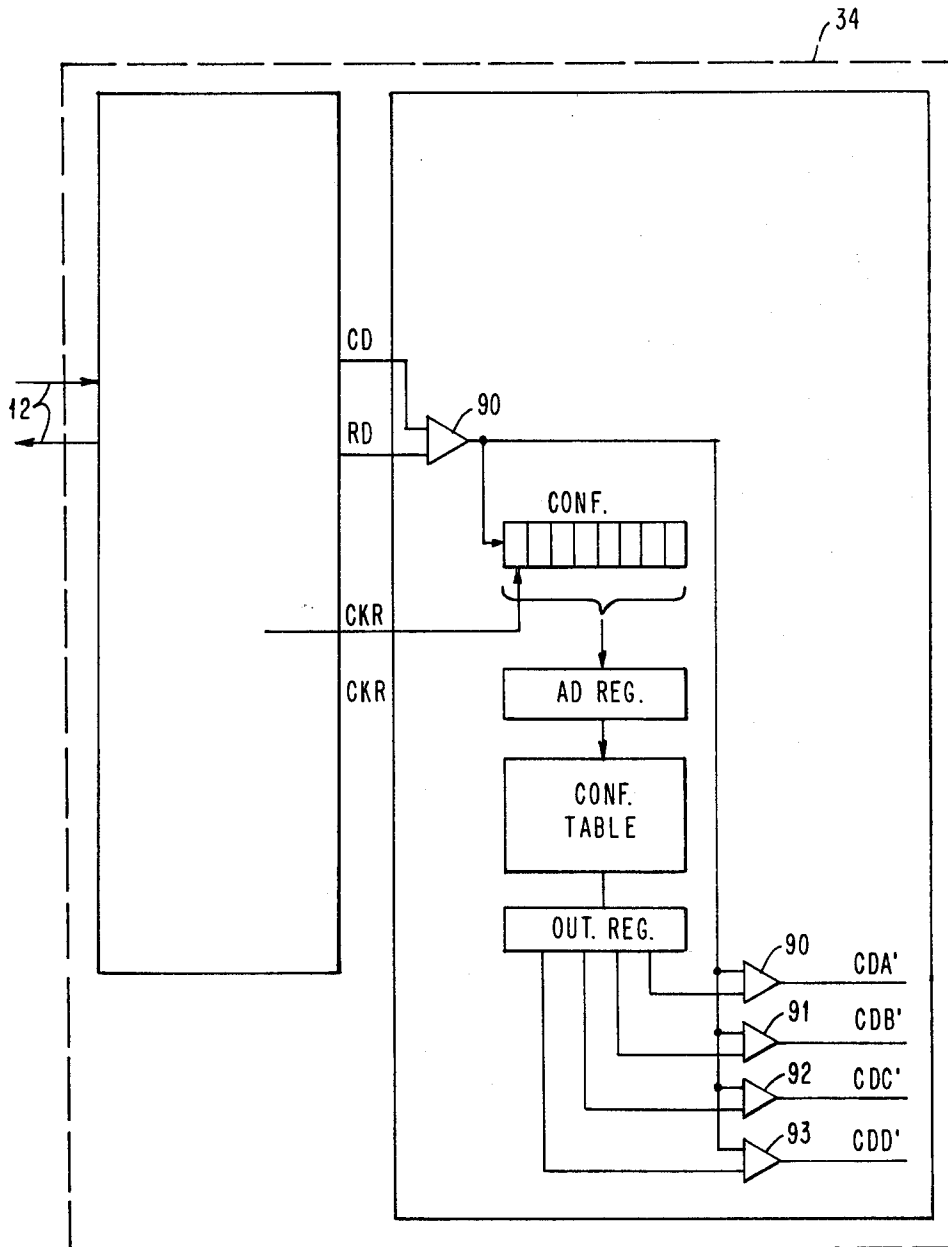 34
CD
12
RD
90
CONF.
CKR
CKR
AD REG.
CONF.
TABLE
OUT. REG.
90
CDA'
91
CDB'
92
CDC'
93
CDD'